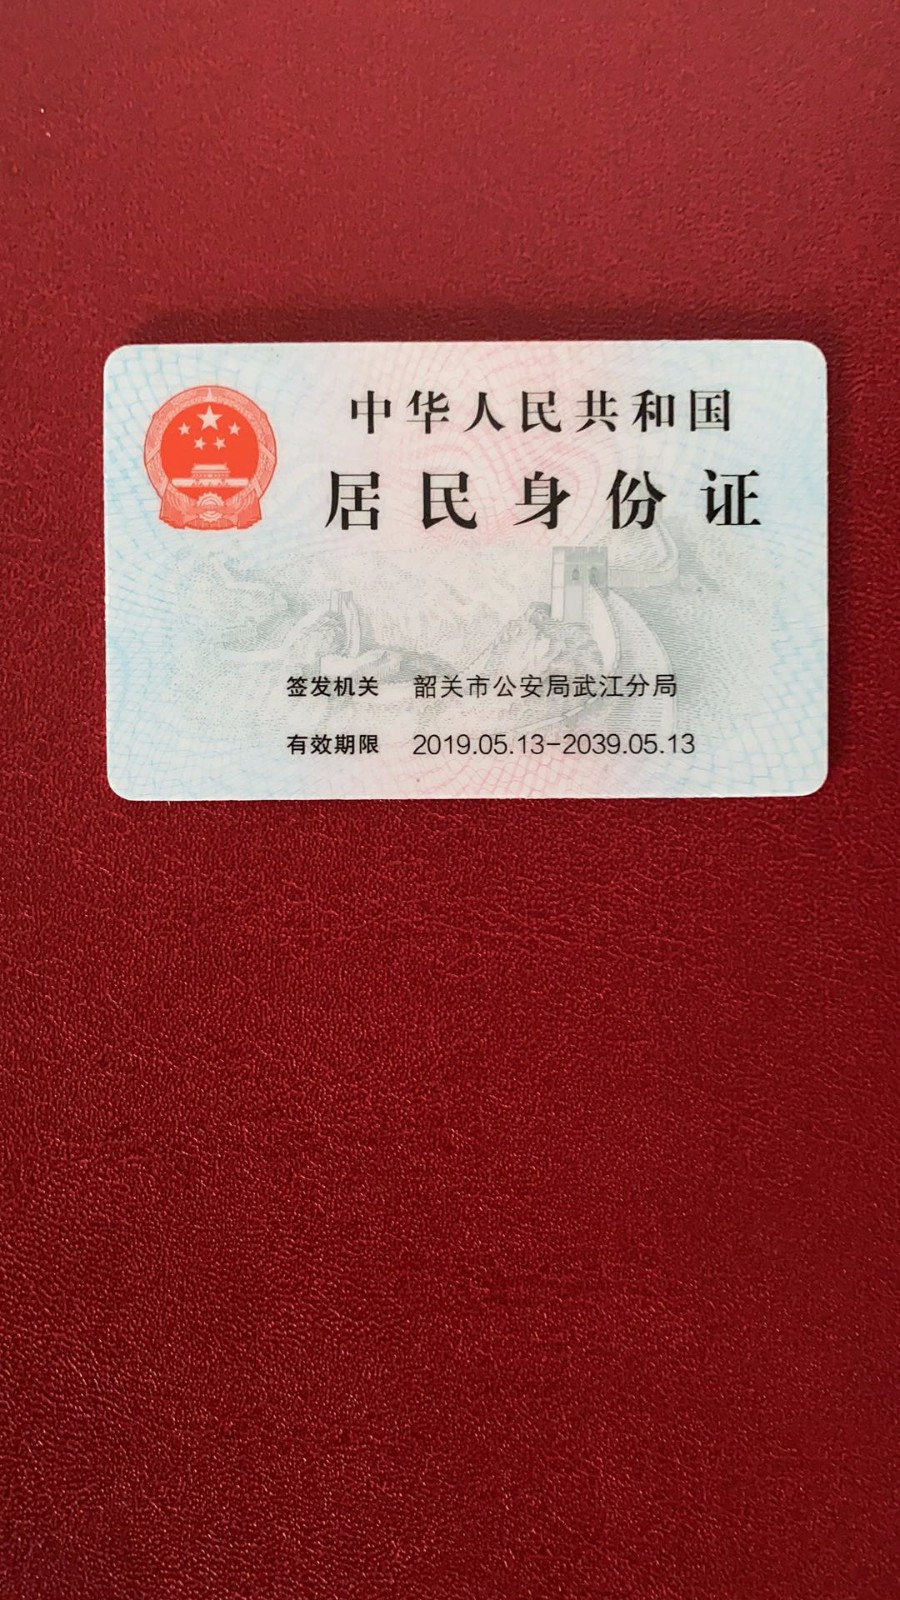 中华人民共和国
居民身份证
签发机关 韶关市公安局武江分局
有效期限 2019.05.13-2039.05.13